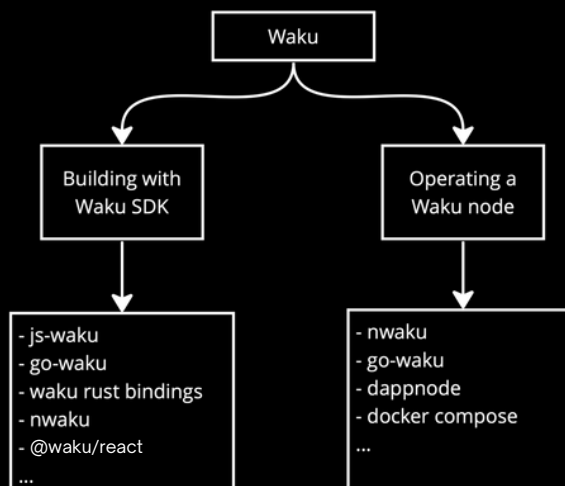 Waku
Building with
Waku SDK
Operating a
Waku node
- js-waku
- go-waku
- waku rust bindings
- nwaku
- @waku/react
...
- nwaku
- go-waku
- dappnode
- docker compose
...